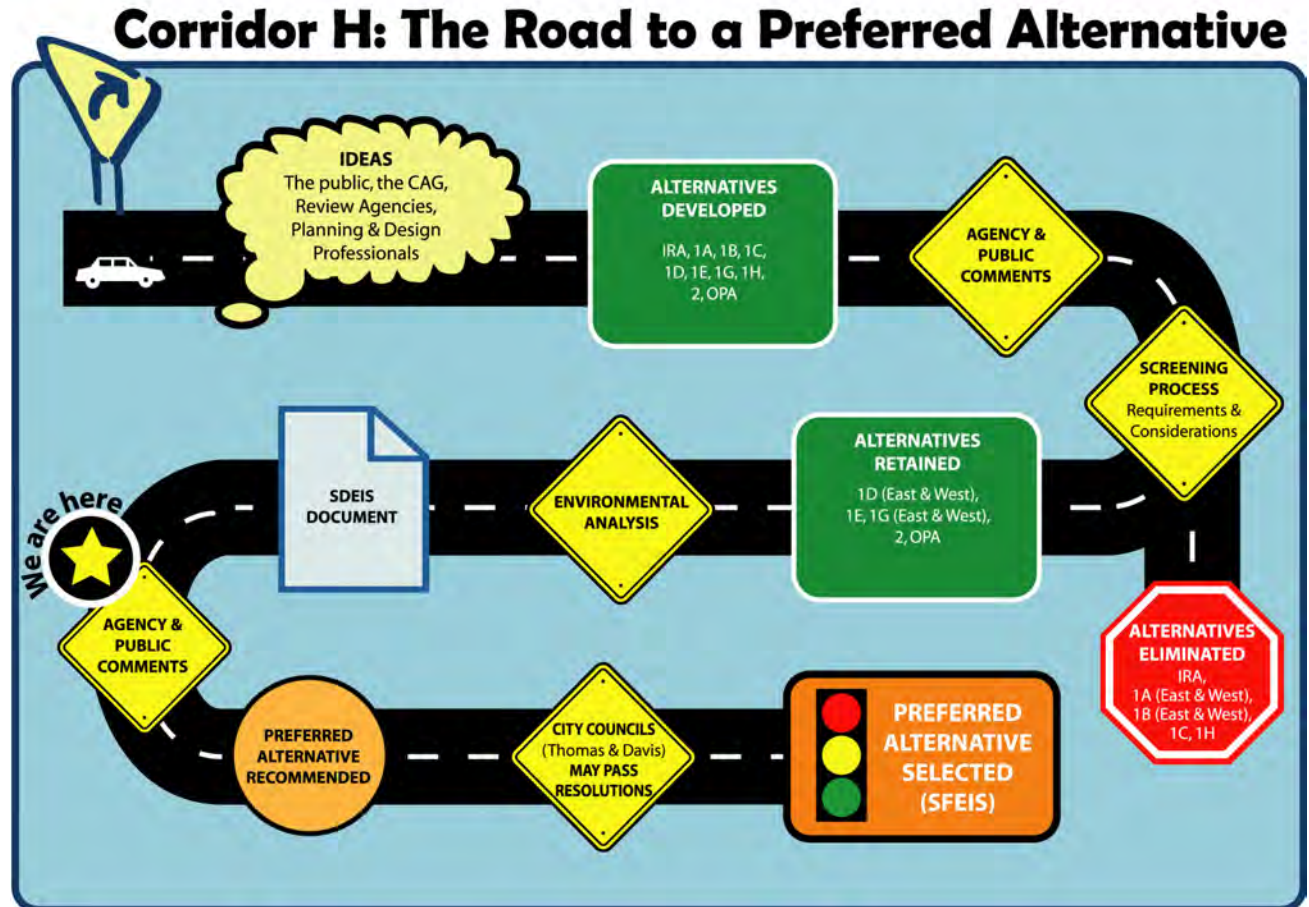 Corridor H: The Road to a Preferred Alternative
IDEAS
The public, the CAG,
Review Agencies,
Planning & Design
Professionals
ALTERNATIVES
DEVELOPED
IRA, 1A, 1B, 1C,
1D, 1E, 1G, 1H,
2, OPA
AGENCY &
PUBLIC
COMMENTS
SCREENING
PROCESS
Requirements &
Considerations
ALTERNATIVES
ELIMINATED
IRA,
1A (East & West),
1B (East & West),
1C, 1H
ALTERNATIVES
RETAINED
1D (East & West),
1E, 1G (East & West),
2, OPA
ENVIRONMENTAL
ANALYSIS
SDEIS
DOCUMENT
We are here
AGENCY &
PUBLIC
COMMENTS
PREFERRED
ALTERNATIVE
RECOMMENDED
CITY COUNCILS
(Thomas & Davis)
MAY PASS
RESOLUTIONS
PREFERRED
ALTERNATIVE
SELECTED
(SFEIS)